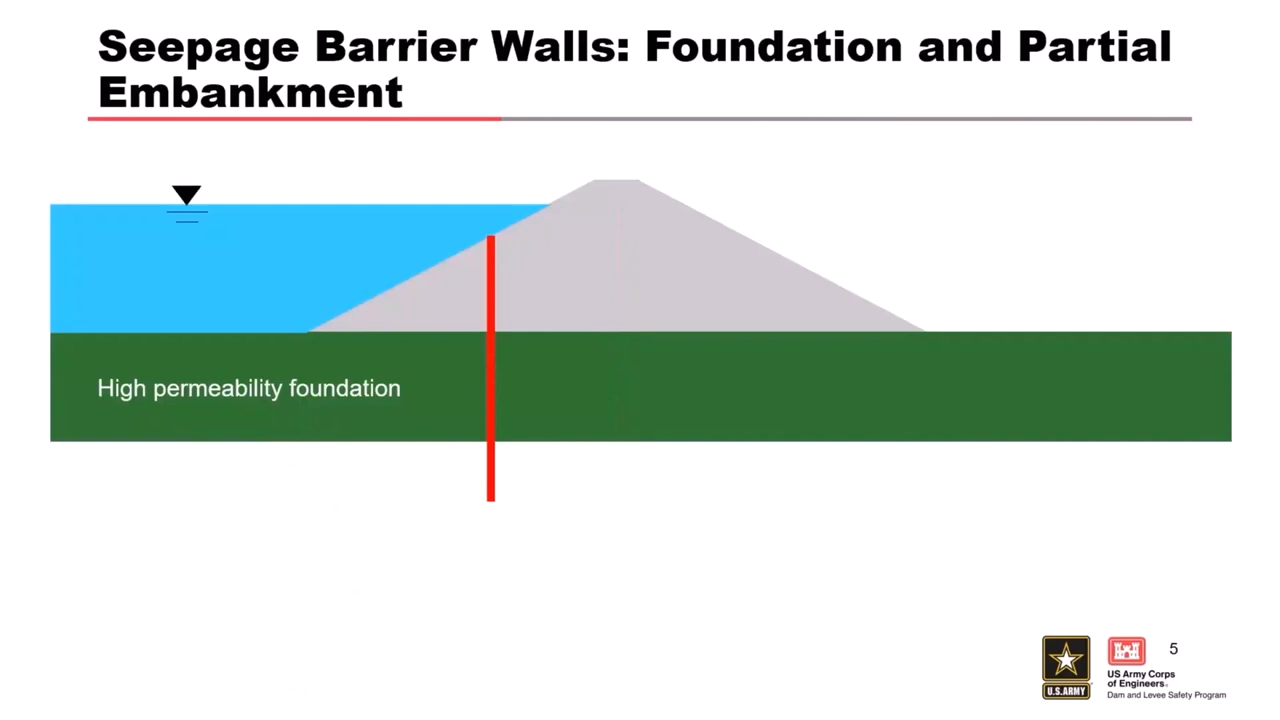 Seepage Barrier Walls: Foundation and Partial
Embankment
High permeability foundation
U.S.ARMY
US Army Corps
of Engineers®
Dam and Levee Safety Program
5